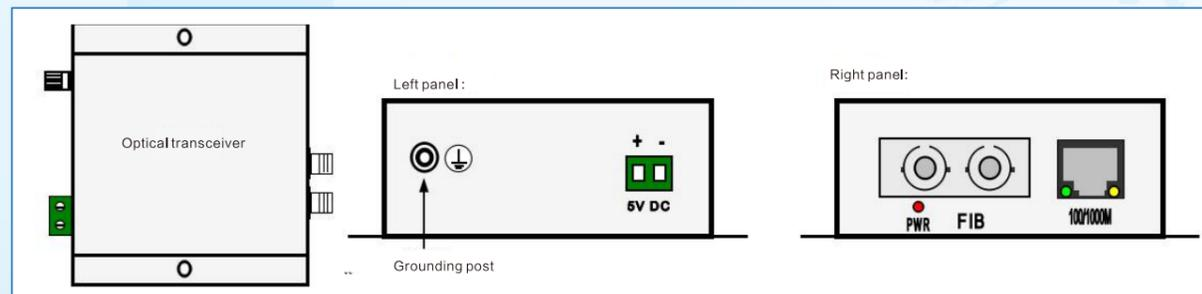 Optical transceiver
Left panel:
+ -
5V DC
Grounding post
Right panel:
PWR
FIB
100/1000M